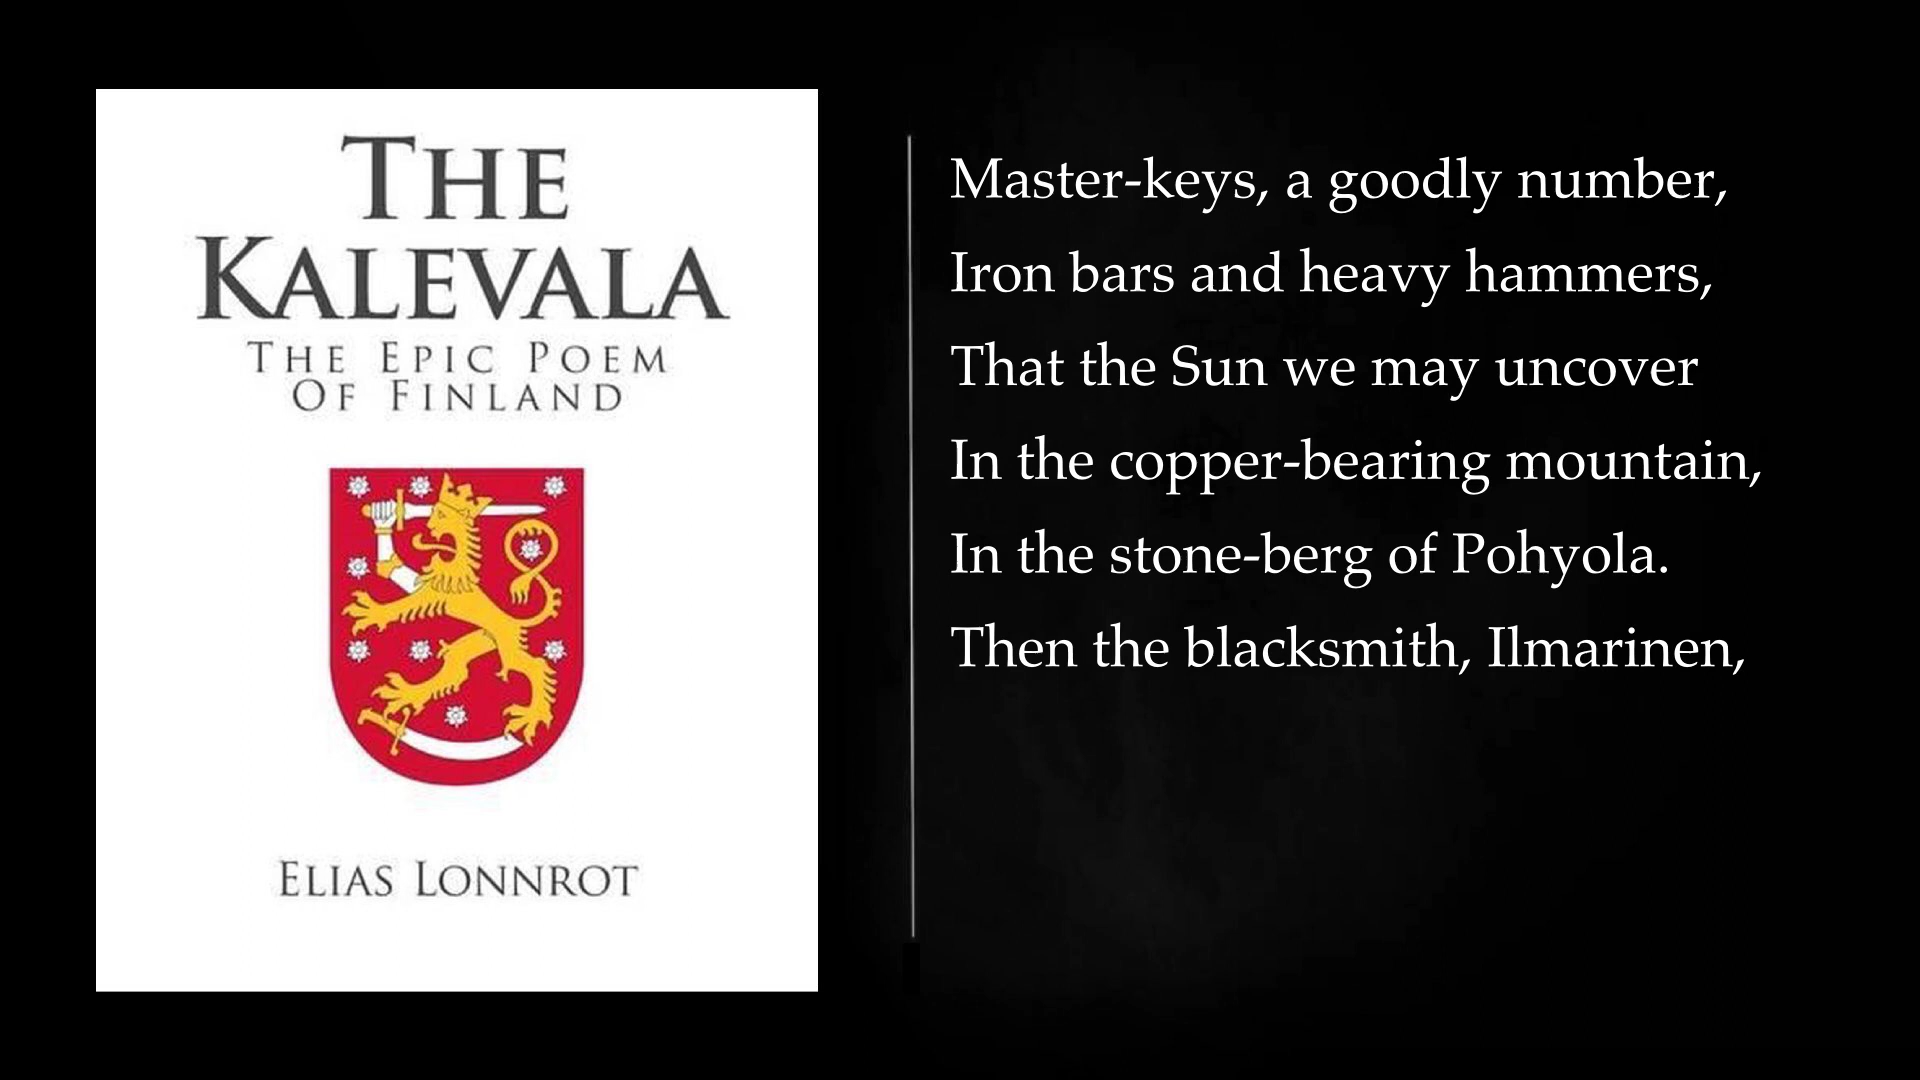 THE
KALEVALA
THE EPIC POEM
OF FINLAND
ELIAS LONNROT
Master-keys, a goodly number,
Iron bars and heavy hammers,
That the Sun we may uncover
In the copper-bearing mountain,
In the stone-berg of Pohyola.
Then the blacksmith, Ilmarinen,